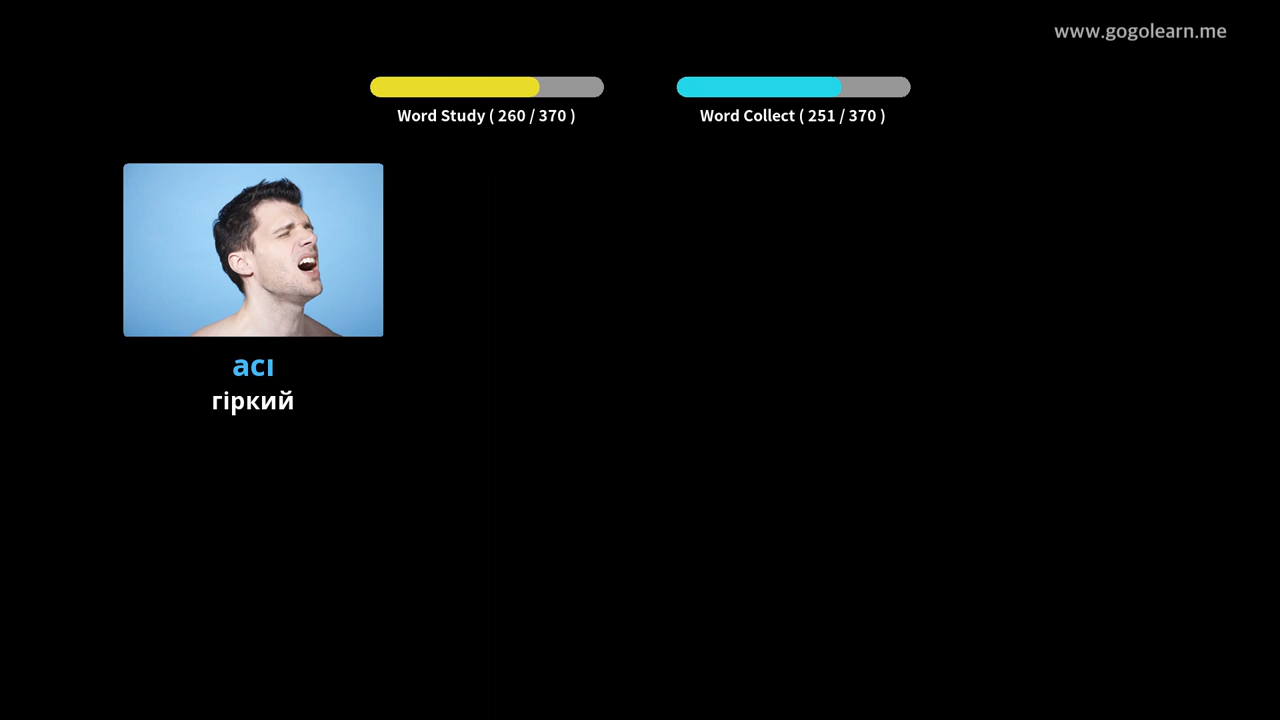 www.gogolearn.me
Word Study ( 260 / 370 )
Word Collect ( 251 / 370 )
acı
гіркий